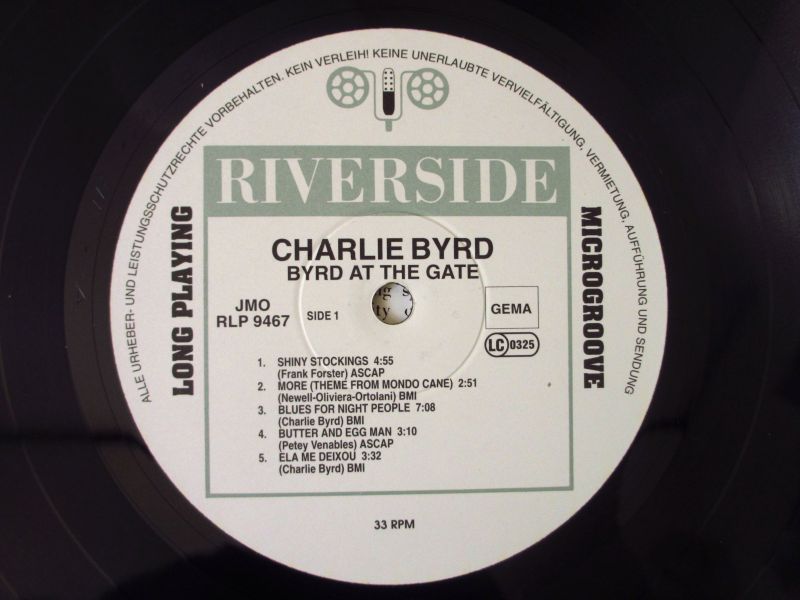 ALLE URHEBER- UND LEISTUNGSSCHUTZRECHTE VORBEHALTEN. KEIN VERLEIH! KEINE UNERLAUBTE VERVIELFÄLTIGUNG, VERMIETUNG, AUFFÜHRUNG UND SENDUNG
RIVERSIDE
LONG PLAYING
MICROGROOVE
CHARLIE BYRD
BYRD AT THE GATE
JMO
RLP 9467
SIDE 1
GEMA
LC 0325
1. SHINY STOCKINGS 4:55
(Frank Forster) ASCAP
2. MORE (THEME FROM MONDO CANE) 2:51
(Newell-Oliviera-Ortolani) BMI
3. BLUES FOR NIGHT PEOPLE 7:08
(Charlie Byrd) BMI
4. BUTTER AND EGG MAN 3:10
(Petey Venables) ASCAP
5. ELA ME DEIXOU 3:32
(Charlie Byrd) BMI
33 RPM